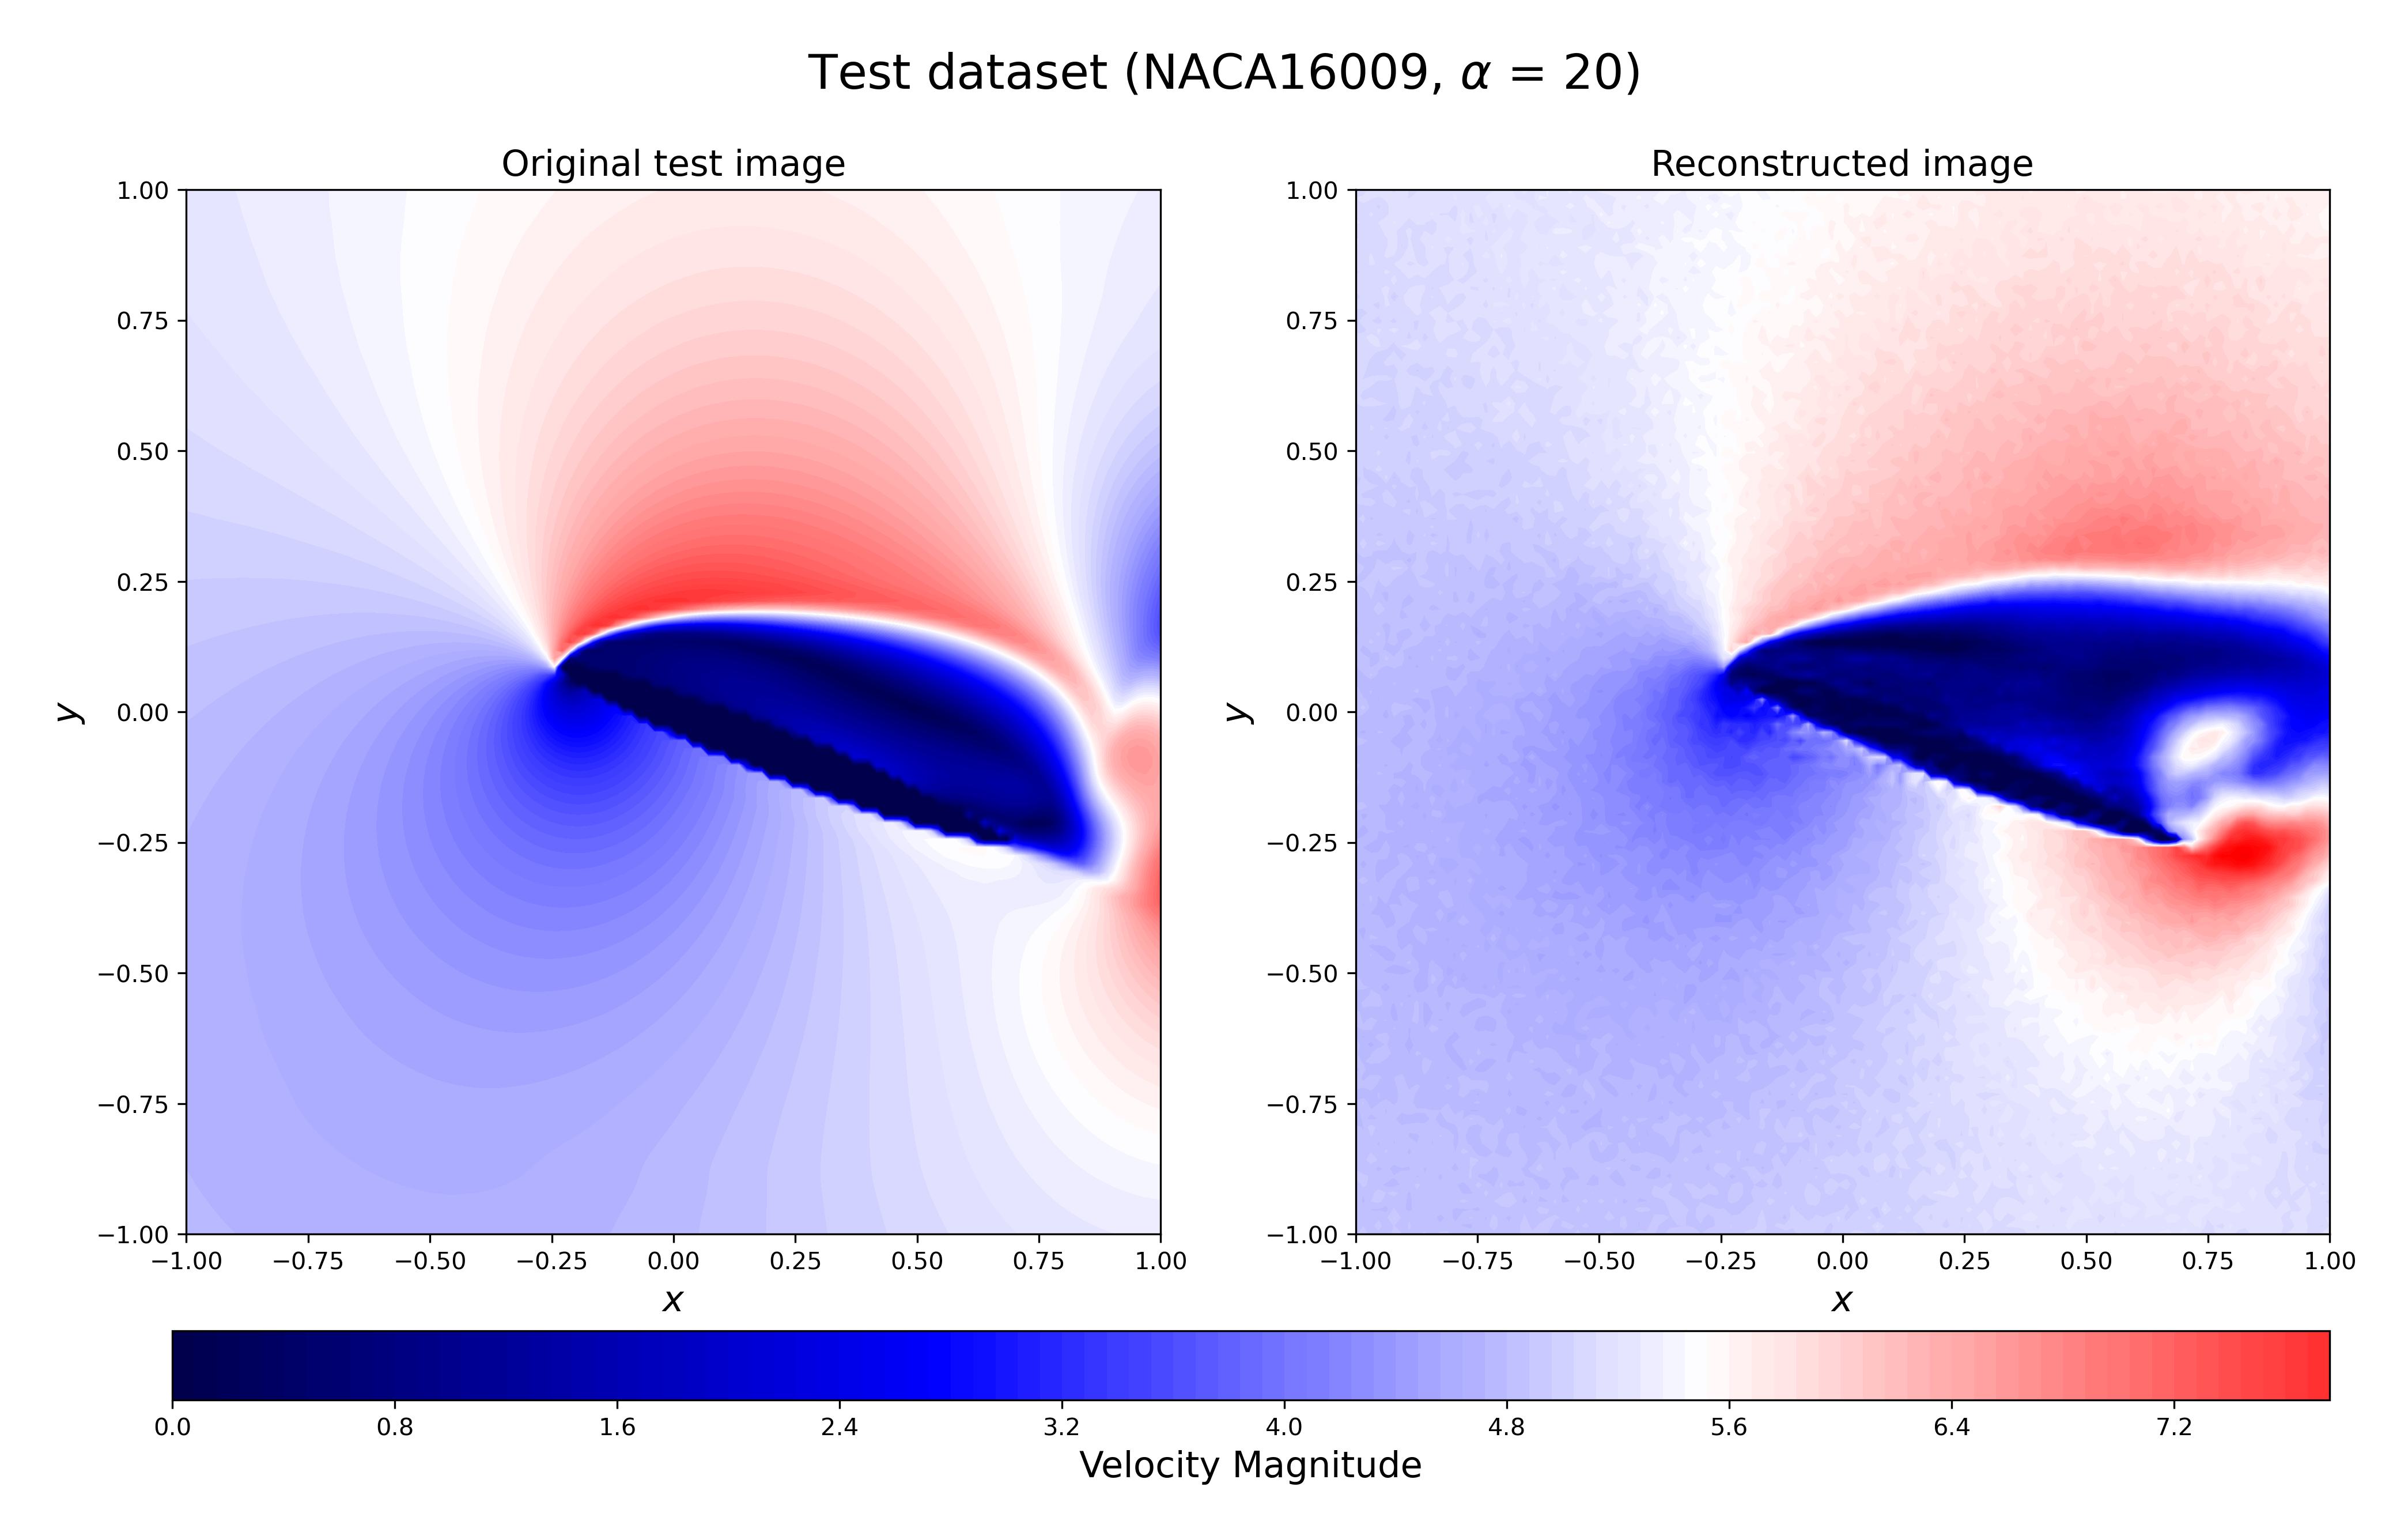 Test dataset (NACA16009, α = 20)
Original test image
Reconstructed image
1.00
0.75
0.50
0.25
0.00
−0.25
−0.50
−0.75
−1.00
y
−1.00 −0.75 −0.50 −0.25 0.00 0.25 0.50 0.75 1.00
x
1.00
0.75
0.50
0.25
0.00
−0.25
−0.50
−0.75
−1.00
y
−1.00 −0.75 −0.50 −0.25 0.00 0.25 0.50 0.75 1.00
x
0.0 0.8 1.6 2.4 3.2 4.0 4.8 5.6 6.4 7.2
Velocity Magnitude